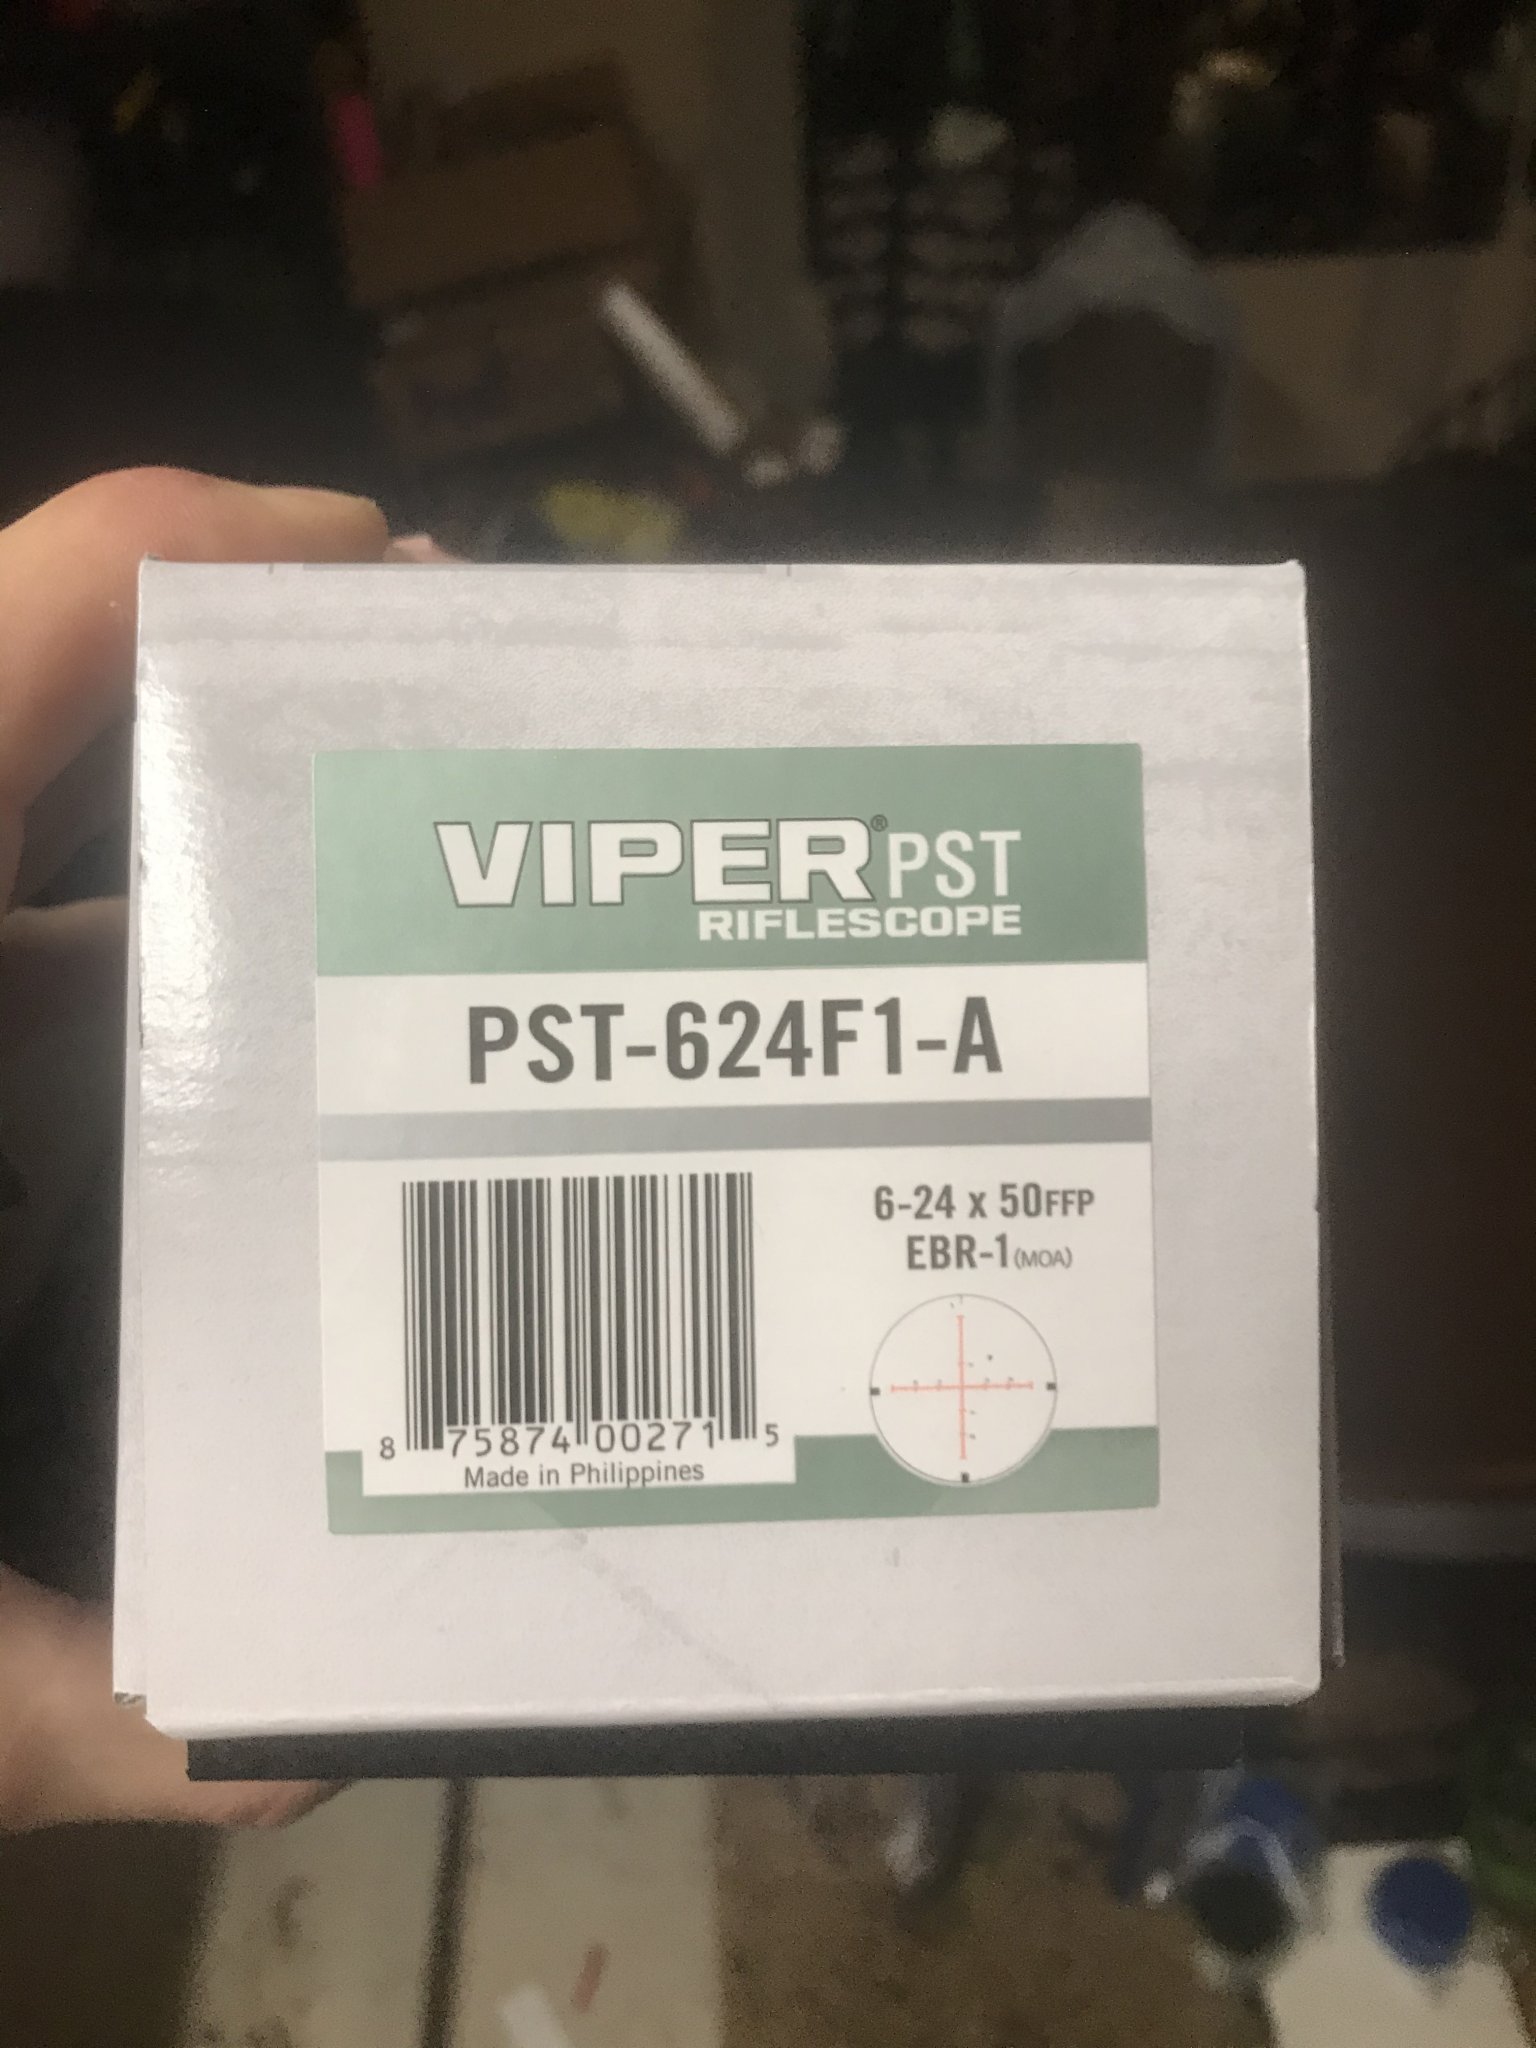 VIPER® PST
RIFLESCOPE
PST-624F1-A
6-24 x 50FFP
EBR-1 (MOA)
8 75874 00271 5
Made in Philippines